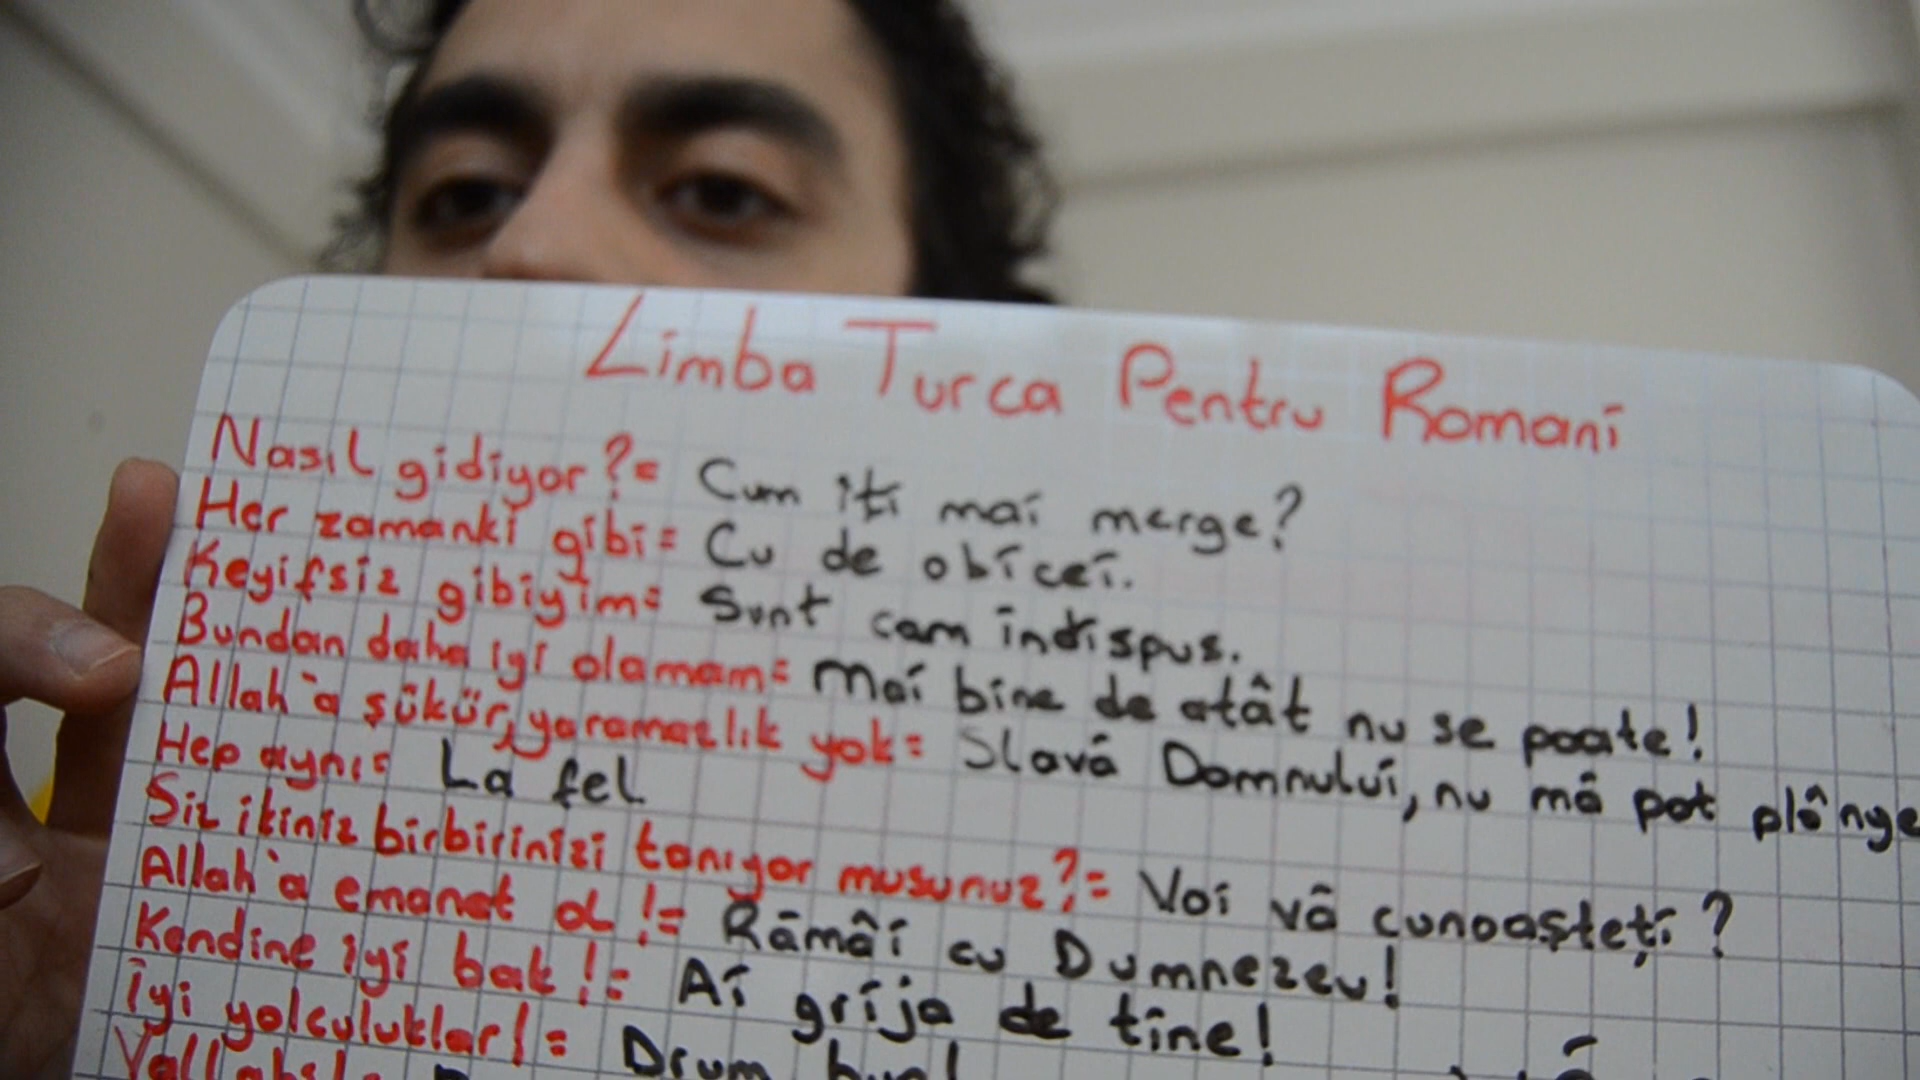 Limba Turca Pentru Romani
Nasıl gidiyor?= Cum iti mai merge?
Her zamanki gibi= Cu de obicei.
Keyifsiz gibiyim= Sunt cam indispus.
Bundan daha iyi olamam= Mai bine de atât nu se poate!
Allah'a şükür, yaramazlık yok= Slavă Domnului, nu mă pot plânge
Hep aynı= La fel
Siz ikiniz birbirinizi tanıyor musunuz?= Voi vă cunoașteți?
Allah'a emanet ol!= Rămâi cu Dumnezeu!
Kendine iyi bak!= Ai grija de tine!
İyi yolculuklar!= Drum bun!